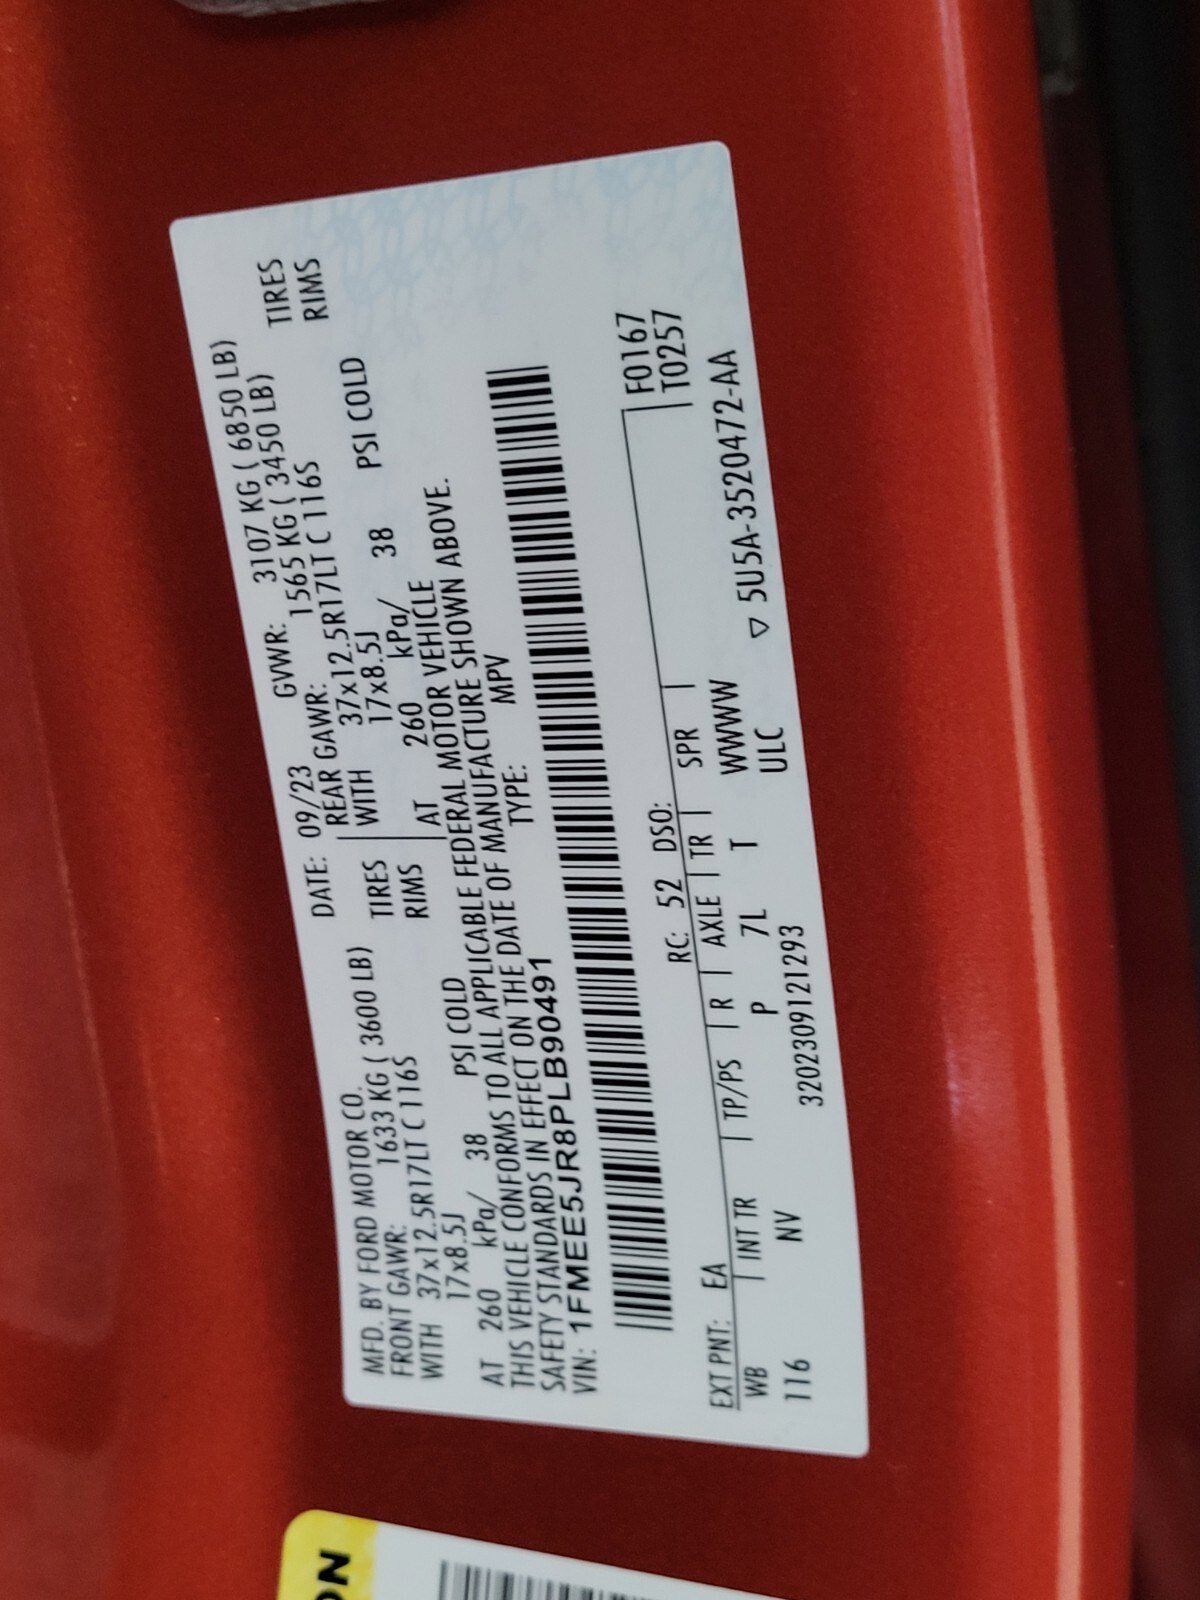 MFD. BY FORD MOTOR CO.
DATE: 09/23 GVWR: 3107 KG ( 6850 LB)
FRONT GAWR: 1633 KG ( 3600 LB) REAR GAWR: 1565 KG ( 3450 LB)
WITH 37x12.5R17LT C 116S TIRES WITH 37x12.5R17LT C 116S TIRES
17x8.5J RIMS 17x8.5J RIMS
AT 260 kPa/ 38 PSI COLD AT 260 kPa/ 38 PSI COLD
THIS VEHICLE CONFORMS TO ALL APPLICABLE FEDERAL MOTOR VEHICLE
SAFETY STANDARDS IN EFFECT ON THE DATE OF MANUFACTURE SHOWN ABOVE.
VIN: 1FMEE5JR8PLB90491 TYPE: MPV
EXT PNT: EA RC: 52 DSO: F0167
WB INT TR TP/PS R AXLE TR SPR T0257
116 NV P 7L T WWWW
3202309121293 ULC ▽ 5U5A-3520472-AA
ON